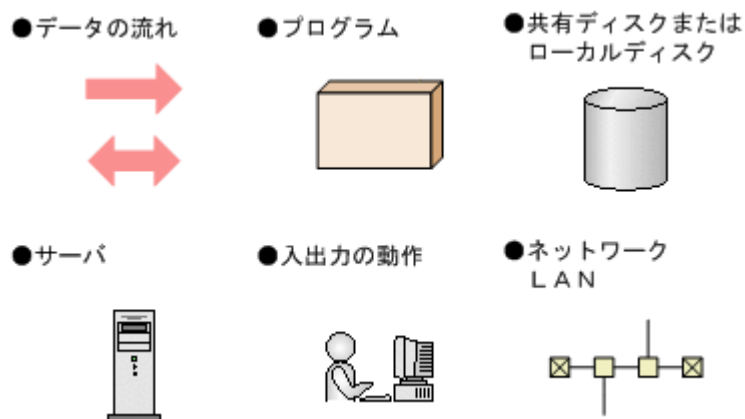 ●データの流れ
●プログラム
●共有ディスクまたは
ローカルディスク
●サーバ
●入出力の動作
●ネットワーク
ＬＡＮ